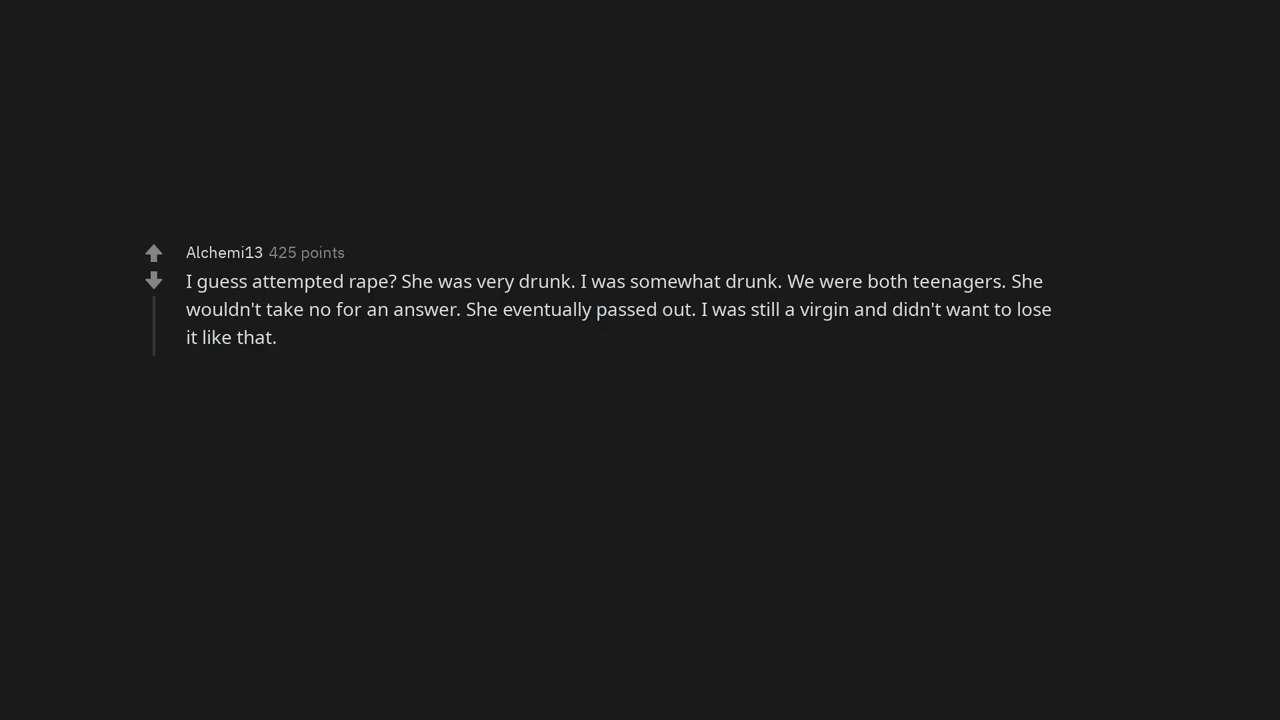 Alchemi13 425 points
I guess attempted rape? She was very drunk. I was somewhat drunk. We were both teenagers. She
wouldn't take no for an answer. She eventually passed out. I was still a virgin and didn't want to lose
it like that.